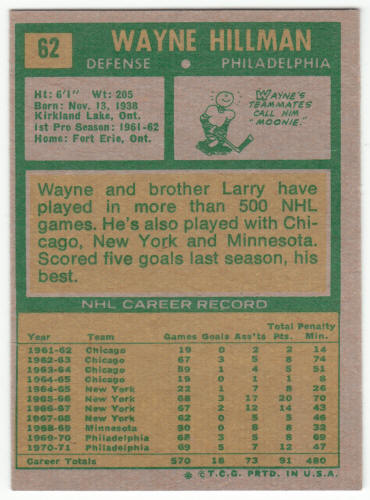 62 WAYNE HILLMAN
DEFENSE • PHILADELPHIA
Ht: 6'1" Wt: 205
Born: Nov. 13, 1938
Kirkland Lake, Ont.
1st Pro Season: 1961-62
Home: Fort Erie, Ont.
WAYNE'S
TEAMMATES
CALL HIM
"MOONIE."
Wayne and brother Larry have
played in more than 500 NHL
games. He's also played with Chi-
cago, New York and Minnesota.
Scored five goals last season, his
best.
NHL CAREER RECORD
Total Penalty
Year Team Games Goals Ass'ts Pts. Min.
1961-62 Chicago 19 0 2 2 14
1962-63 Chicago 67 3 5 8 74
1963-64 Chicago 59 1 4 5 51
1964-65 Chicago 19 0 1 1 8
1964-65 New York 22 1 7 8 26
1965-66 New York 68 3 17 20 70
1966-67 New York 67 2 12 14 43
1967-68 New York 62 0 5 5 46
1968-69 Minnesota 50 0 8 8 32
1969-70 Philadelphia 68 3 5 8 69
1970-71 Philadelphia 69 5 7 12 47
Career Totals 570 18 73 91 480
* © T.C.G. PRTD. IN U.S.A.